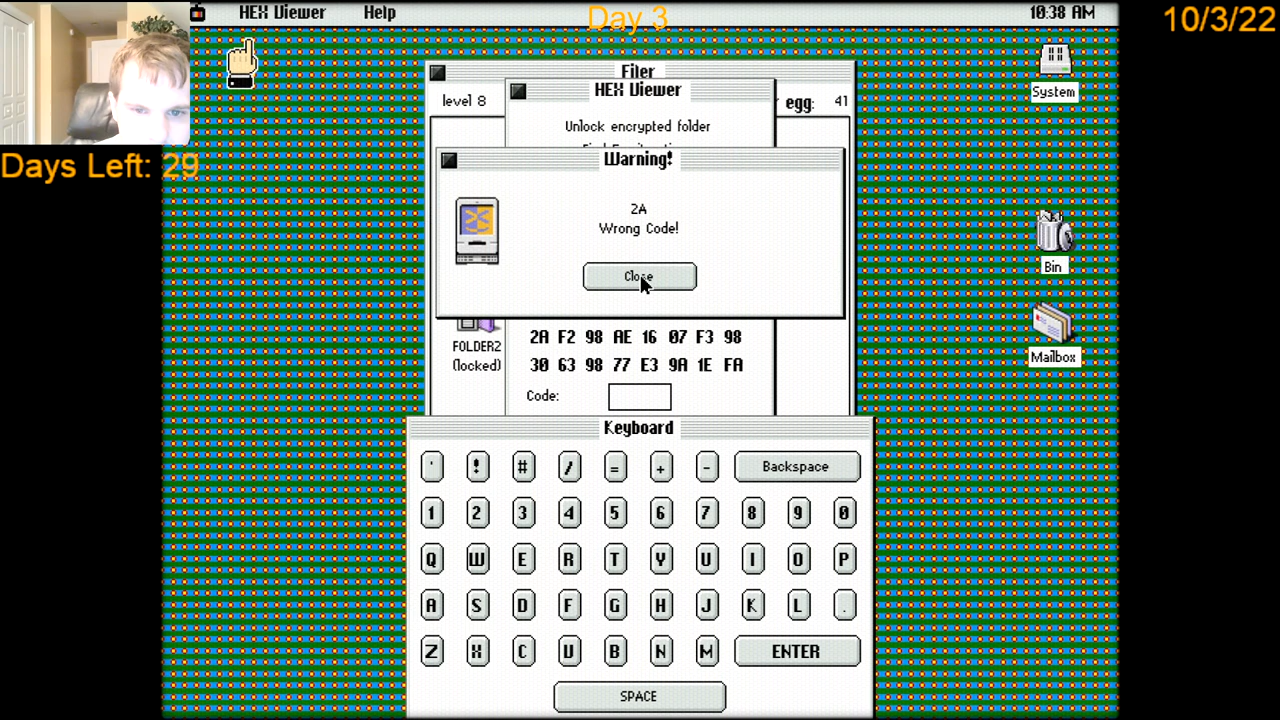 HEX Viewer Help Day 3 10:38 AM 10/3/22
Filer
System
level 8 HEX Viewer egg: 41
Unlock encrypted folder
Days Left: 29
Warning!
2A
Wrong Code!
Close
Bin
2A F2 98 AE 16 07 F3 98
FOLDER2
(locked)
30 63 98 77 E3 9A 1E FA
Mailbox
Code:
Keyboard
' ! # / = + - Backspace
1 2 3 4 5 6 7 8 9 0
Q W E R T Y U I O P
A S D F G H J K L .
Z X C V B N M ENTER
SPACE